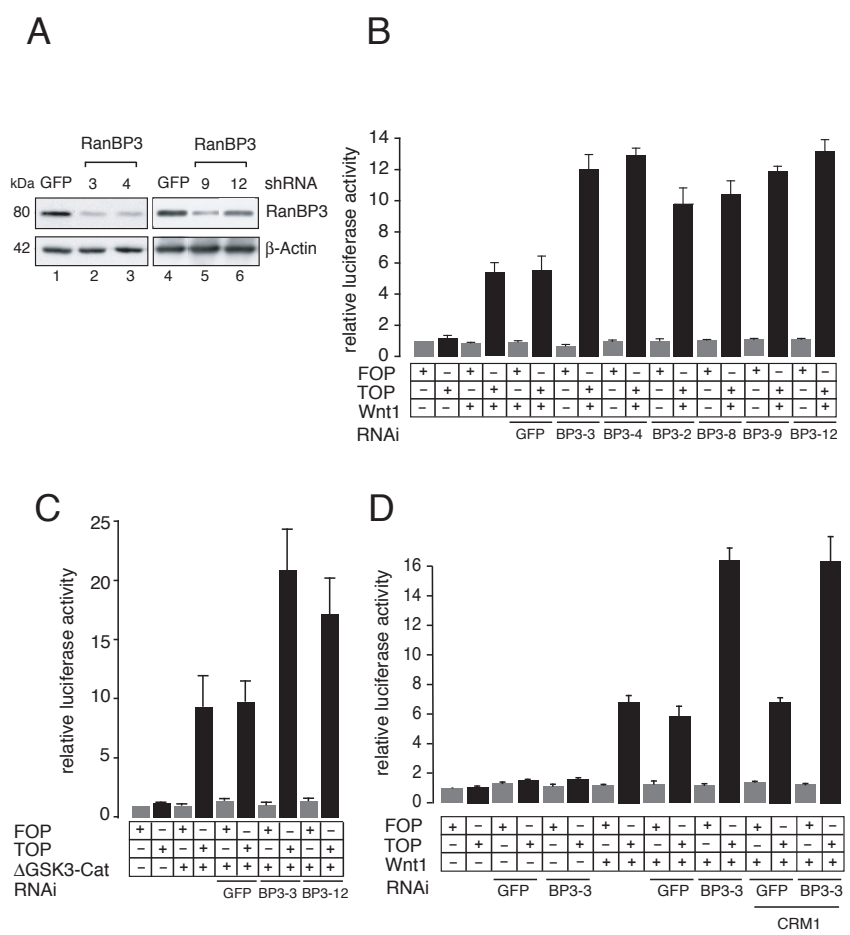 A
RanBP3 RanBP3
kDa GFP 3 4 GFP 9 12 shRNA
80 RanBP3
42 β-Actin
1 2 3 4 5 6
B
relative luciferase activity
14
12
10
8
6
4
2
0
FOP + − + − + − + − + − + − + − + − + −
TOP − + − + − + − + − + − + − + − + − +
Wnt1 − − + + + + + + + + + + + + + + + +
RNAi GFP BP3-3 BP3-4 BP3-2 BP3-8 BP3-9 BP3-12
C
relative luciferase activity
25
20
15
10
5
0
FOP + − + − + − + − + −
TOP − + − + − + − + − +
ΔGSK3-Cat − − + + + + + + + +
RNAi GFP BP3-3 BP3-12
D
relative luciferase activity
16
14
12
10
8
6
4
2
0
FOP + − + − + − + − + − + − + − + −
TOP − + − + − + − + − + − + − + − +
Wnt1 − − − − − − + + + + + + + + + +
RNAi GFP BP3-3 GFP BP3-3 GFP BP3-3
CRM1